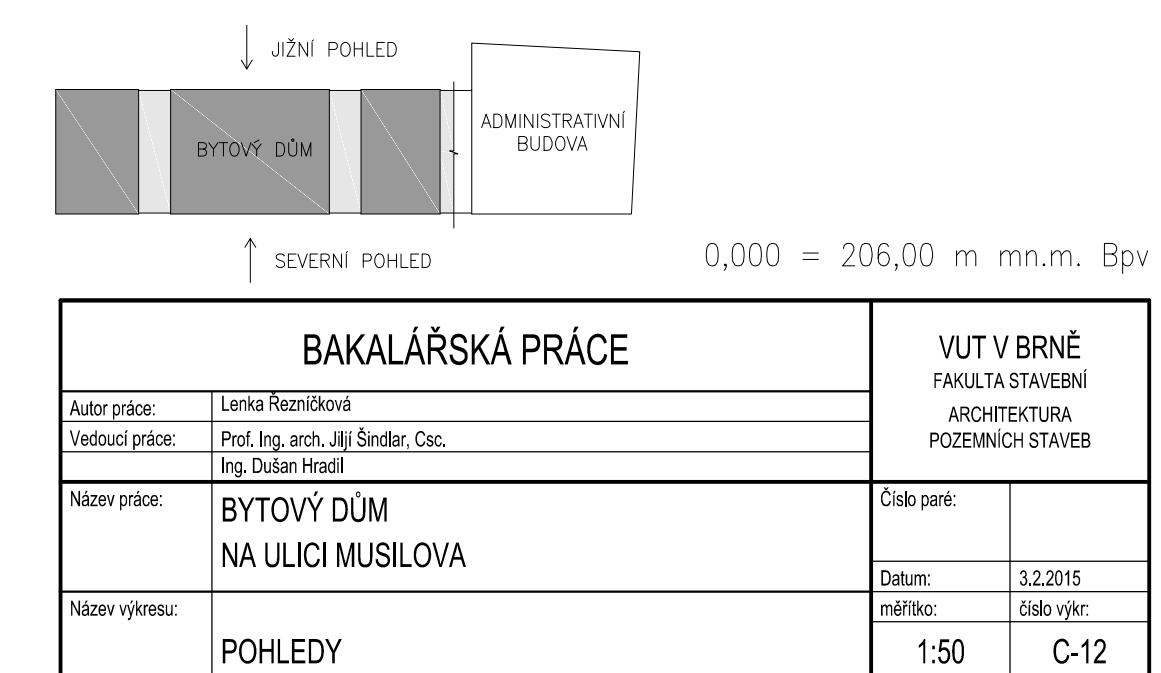 JIŽNÍ POHLED
ADMINISTRATIVNÍ
BUDOVA
BYTOVÝ DŮM
SEVERNÍ POHLED
0,000 = 206,00 m mn.m. Bpv
BAKALÁŘSKÁ PRÁCE
VUT V BRNĚ
FAKULTA STAVEBNÍ
ARCHITEKTURA
POZEMNÍCH STAVEB
Autor práce: Lenka Řezníčková
Vedoucí práce: Prof. Ing. arch. Jiljí Šindlar, Csc.
Ing. Dušan Hradil
Název práce: BYTOVÝ DŮM
NA ULICI MUSILOVA
Číslo paré:
Datum: 3.2.2015
Název výkresu: POHLEDY
měřítko: číslo výkr:
1:50 C-12